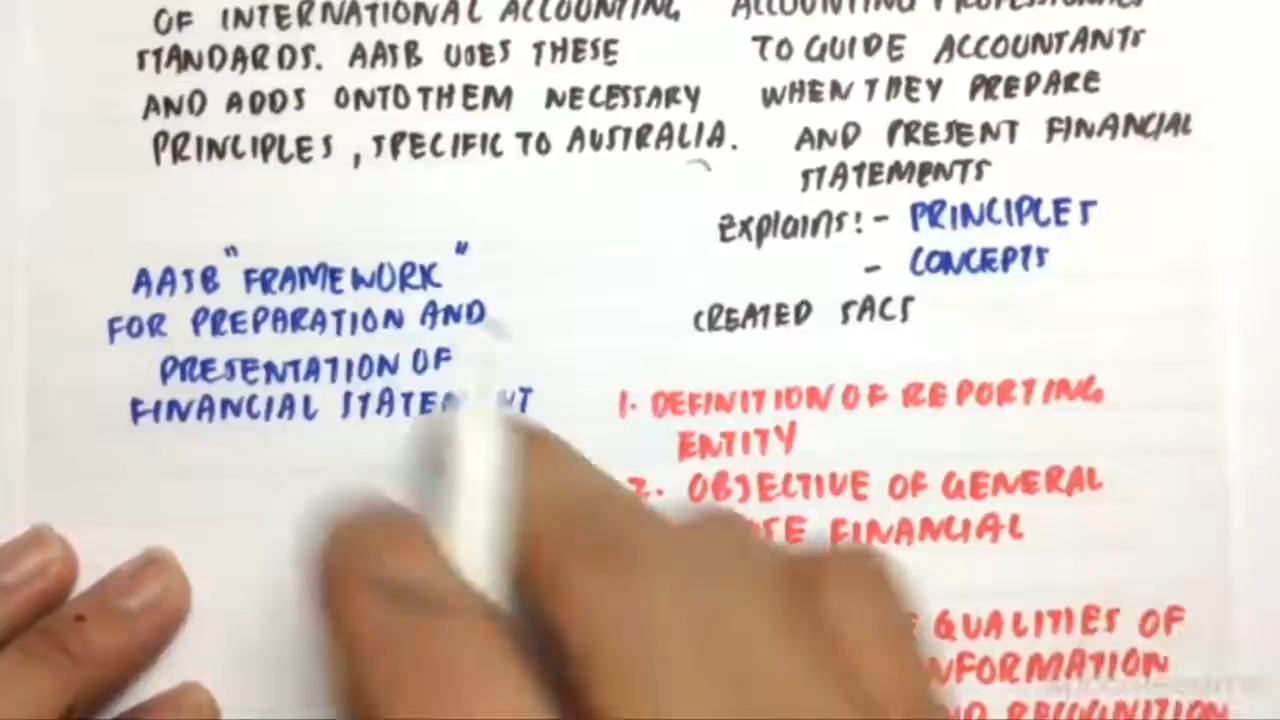 OF INTERNATIONAL ACCOUNTING
STANDARDS. AASB USES THESE
AND ADDS ONTO THEM NECESSARY
PRINCIPLES, SPECIFIC TO AUSTRALIA.
AASB "FRAMEWORK"
FOR PREPARATION AND
PRESENTATION OF
FINANCIAL
ACCOUNTING
TO GUIDE ACCOUNTANTS
WHEN THEY PREPARE
AND PRESENT FINANCIAL
STATEMENTS
Explains: - PRINCIPLES
- CONCEPTS
CREATED SACS
1. DEFINITION OF REPORTING
ENTITY
2. OBJECTIVE OF GENERAL
FINANCIAL
QUALITIES OF